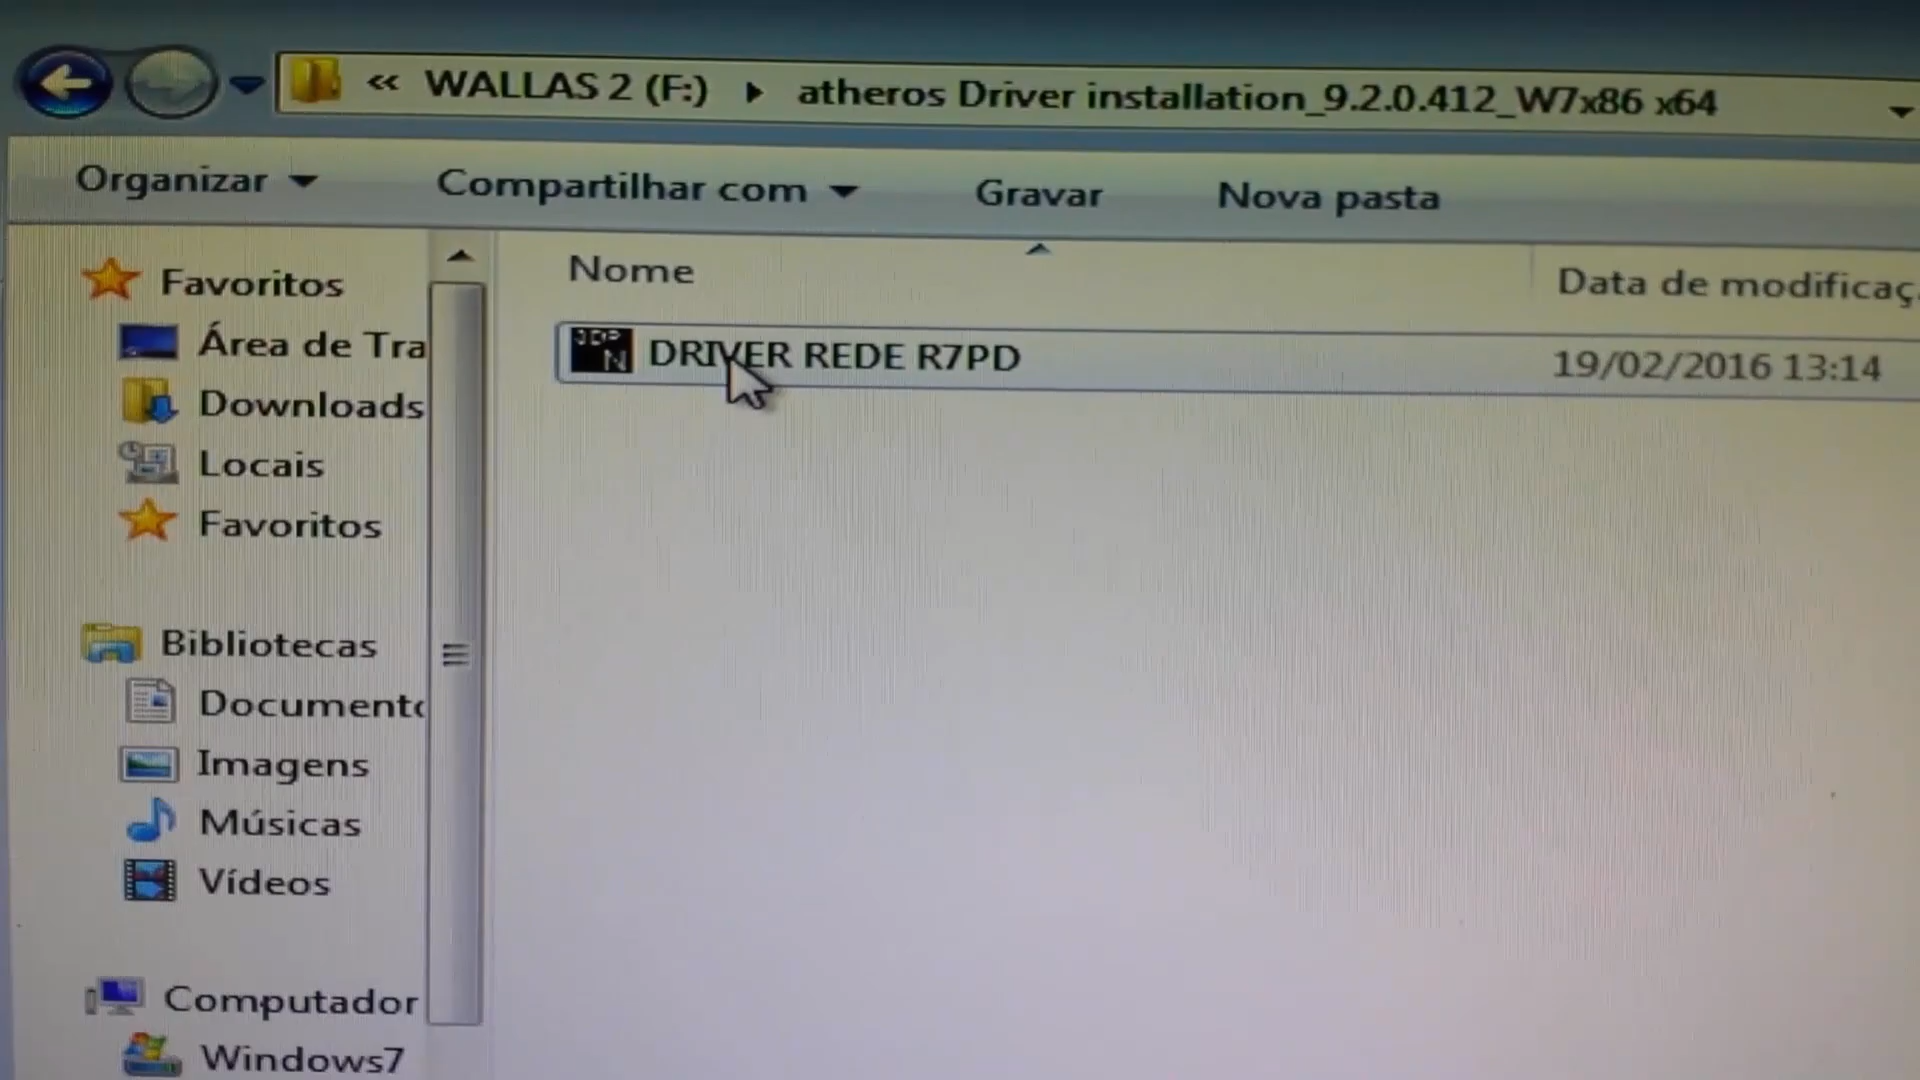 « WALLAS 2 (F:) ▸ atheros Driver installation_9.2.0.412_W7x86 x64
Organizar Compartilhar com Gravar Nova pasta
Nome Data de modificaç
Favoritos
DRIVER REDE R7PD 19/02/2016 13:14
Área de Tra
Downloads
Locais
Favoritos
Bibliotecas
Documento
Imagens
Músicas
Vídeos
Computador
Windows7